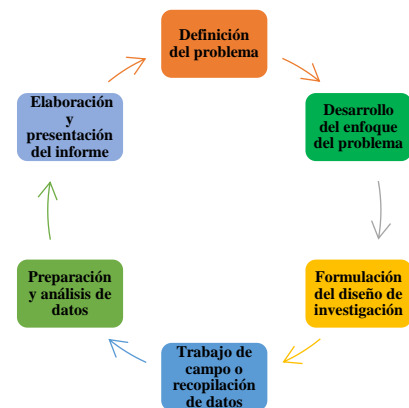 Definición
del problema
Desarrollo
del enfoque
del problema
Formulación
del diseño de
investigación
Trabajo de
campo o
recopilación
de datos
Preparación
y análisis de
datos
Elaboración
y
presentación
del informe